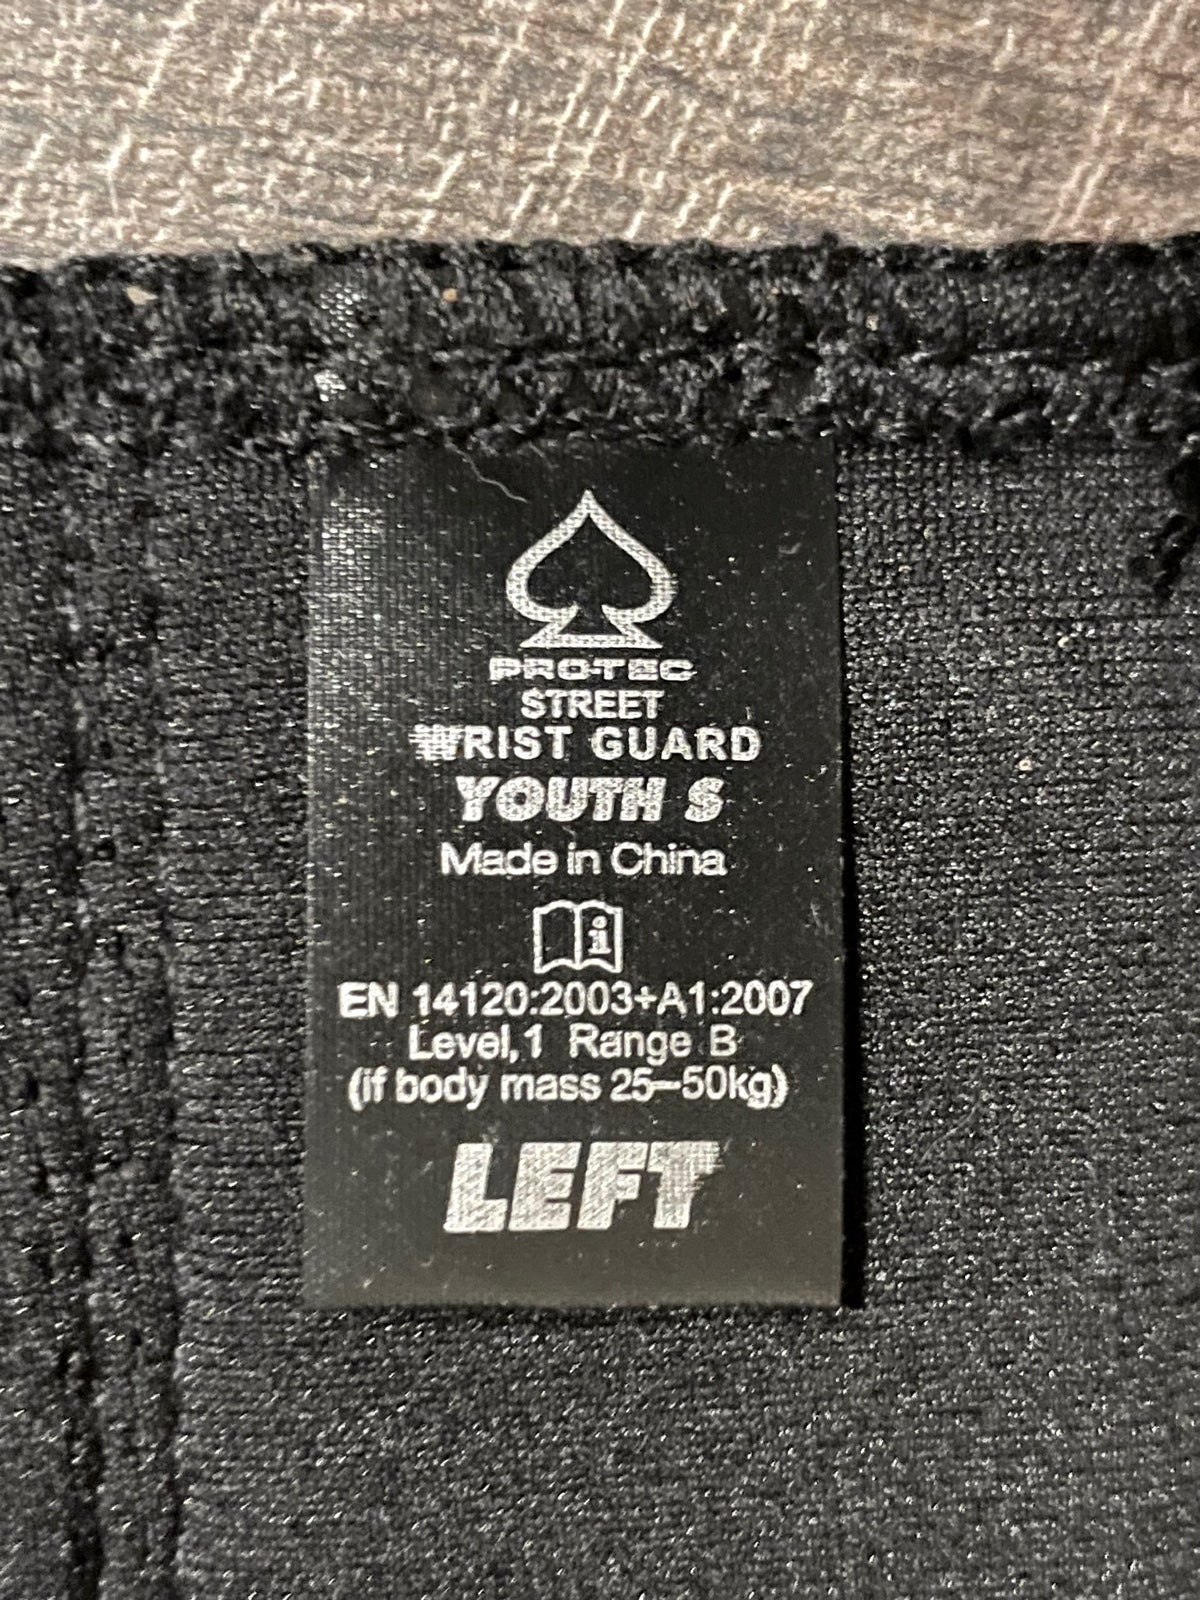 PRO-TEC
STREET
WRIST GUARD
YOUTH S
Made in China
i
EN 14120:2003+A1:2007
Level,1 Range B
(if body mass 25–50kg)
LEFT